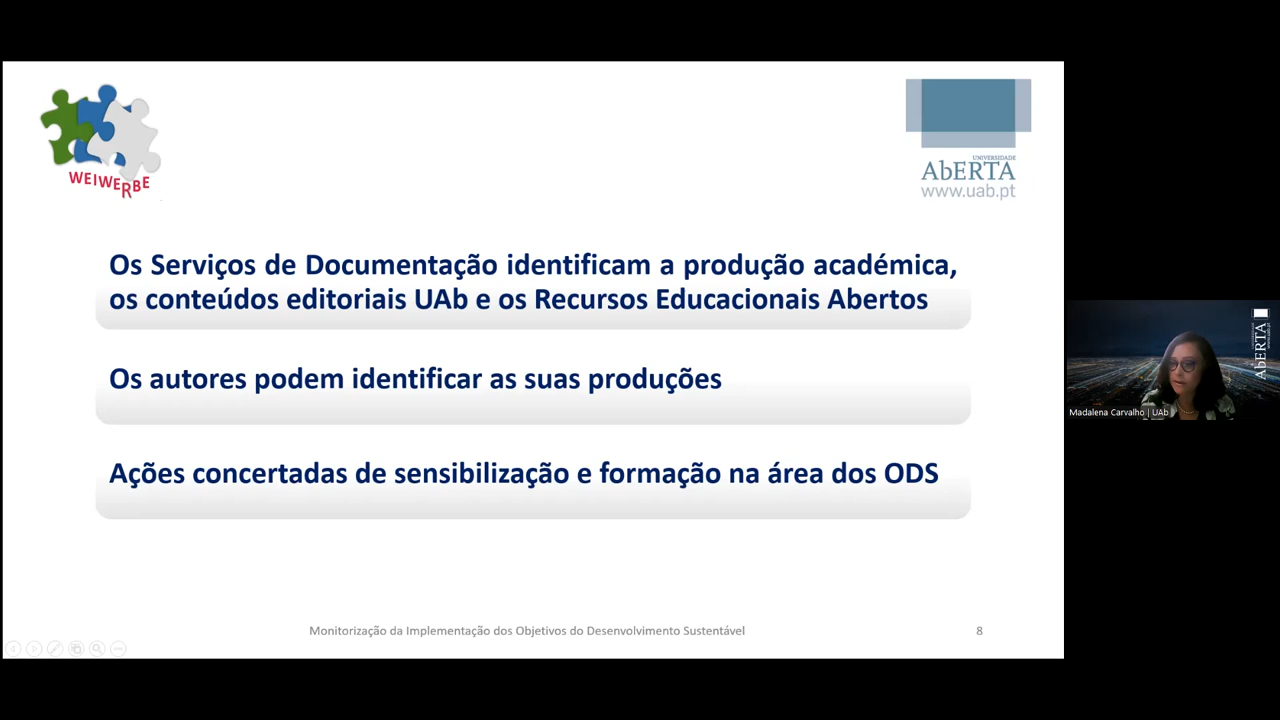 WEIWERBE
UNIVERSIDADE
AbERTA
www.uab.pt
Os Serviços de Documentação identificam a produção académica,
os conteúdos editoriais UAb e os Recursos Educacionais Abertos
Os autores podem identificar as suas produções
Ações concertadas de sensibilização e formação na área dos ODS
Monitorização da Implementação dos Objetivos do Desenvolvimento Sustentável
8
AbERTA
Madalena Carvalho | UAb